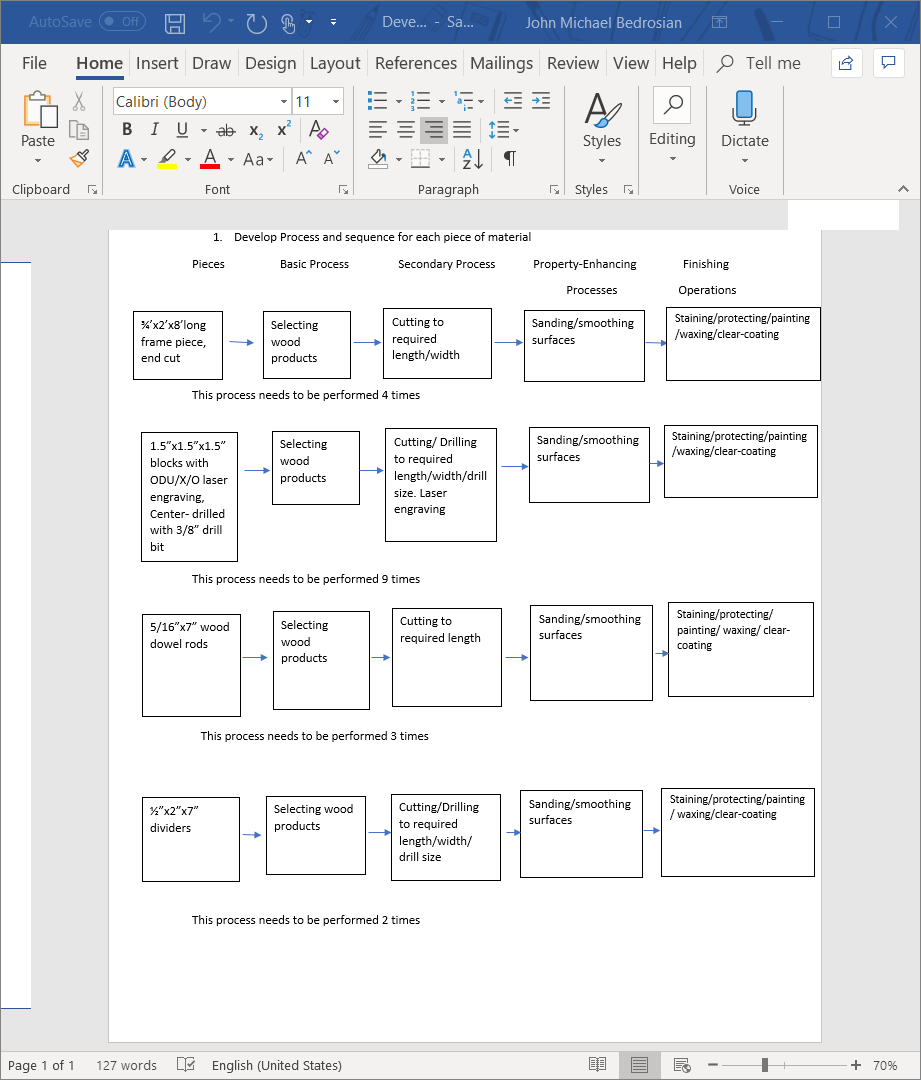 AutoSave Off Deve... - Sa... John Michael Bedrosian
File Home Insert Draw Design Layout References Mailings Review View Help Tell me
Calibri (Body) 11
Paste
B I U ab x₂ x²
A A Aa A A
Styles
Editing
Dictate
Clipboard Font Paragraph Styles Voice
1. Develop Process and sequence for each piece of material
Pieces Basic Process Secondary Process Property-Enhancing Finishing
Processes Operations
¾’x2’x8’long
frame piece,
end cut
Selecting
wood
products
Cutting to
required
length/width
Sanding/smoothing
surfaces
Staining/protecting/painting
/waxing/clear-coating
This process needs to be performed 4 times
1.5”x1.5”x1.5”
blocks with
ODU/X/O laser
engraving,
Center- drilled
with 3/8” drill
bit
Selecting
wood
products
Cutting/ Drilling
to required
length/width/drill
size. Laser
engraving
Sanding/smoothing
surfaces
Staining/protecting/painting
/waxing/clear-coating
This process needs to be performed 9 times
5/16”x7” wood
dowel rods
Selecting
wood
products
Cutting to
required length
Sanding/smoothing
surfaces
Staining/protecting/
painting/ waxing/ clear-
coating
This process needs to be performed 3 times
½”x2”x7”
dividers
Selecting wood
products
Cutting/Drilling
to required
length/width/
drill size
Sanding/smoothing
surfaces
Staining/protecting/painting
/ waxing/clear-coating
This process needs to be performed 2 times
Page 1 of 1 127 words English (United States) 70%